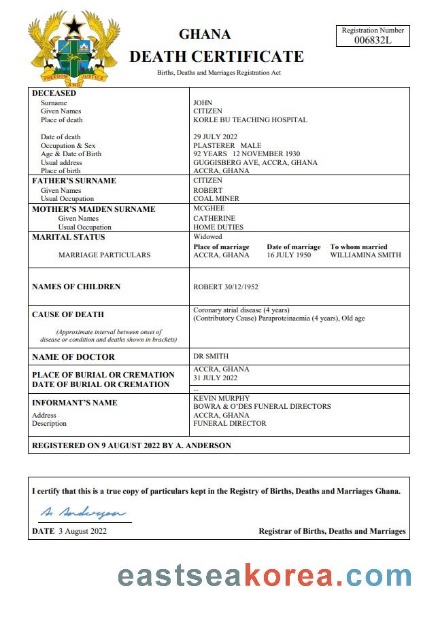 GHANA
DEATH CERTIFICATE
Births, Deaths and Marriages Registration Act
Registration Number
006832L
FREEDOM AND JUSTICE
DECEASED
Surname JOHN
Given Names CITIZEN
Place of death KORLE BU TEACHING HOSPITAL
Date of death 29 JULY 2022
Occupation & Sex PLASTERER MALE
Age & Date of Birth 92 YEARS 12 NOVEMBER 1930
Usual address GUGGISBERG AVE, ACCRA, GHANA
Place of birth ACCRA, GHANA
FATHER'S SURNAME CITIZEN
Given Names ROBERT
Usual Occupation COAL MINER
MOTHER'S MAIDEN SURNAME MCGHEE
Given Names CATHERINE
Usual Occupation HOME DUTIES
MARITAL STATUS Widowed
Place of marriage Date of marriage To whom married
MARRIAGE PARTICULARS ACCRA, GHANA 16 JULY 1950 WILLIAMINA SMITH
NAMES OF CHILDREN ROBERT 30/12/1952
Coronary atrial disease (4 years)
CAUSE OF DEATH (Contributory Cause) Paraproteinaemia (4 years), Old age
(Approximate interval between onset of
disease or condition and deaths shown in brackets)
NAME OF DOCTOR DR SMITH
PLACE OF BURIAL OR CREMATION ACCRA, GHANA
DATE OF BURIAL OR CREMATION 31 JULY 2022
...
INFORMANT'S NAME KEVIN MURPHY
BOWRA & O'DES FUNERAL DIRECTORS
Address ACCRA, GHANA
Description FUNERAL DIRECTOR
REGISTERED ON 9 AUGUST 2022 BY A. ANDERSON
I certify that this is a true copy of particulars kept in the Registry of Births, Deaths and Marriages Ghana.
A. Anderson
DATE 3 August 2022 Registrar of Births, Deaths and Marriages
eastseakorea.com